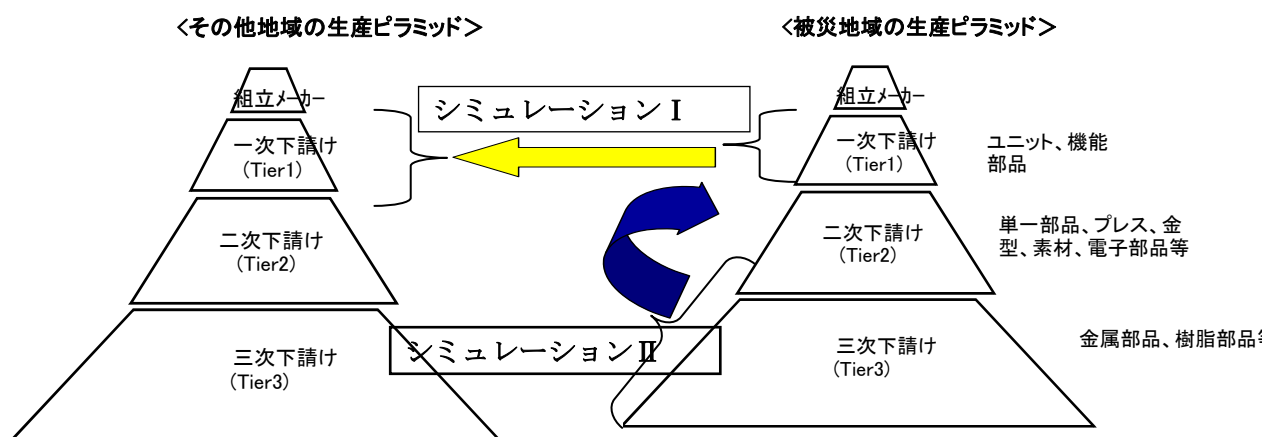 <その他地域の生産ピラミッド>
<被災地域の生産ピラミッド>
組立メーカー
シミュレーションⅠ
組立メーカー
一次下請け
(Tier1)
一次下請け
(Tier1)
ユニット、機能
部品
二次下請け
(Tier2)
二次下請け
(Tier2)
単一部品、プレス、金
型、素材、電子部品等
三次下請け
(Tier3)
シミュレーションⅡ
三次下請け
(Tier3)
金属部品、樹脂部品等